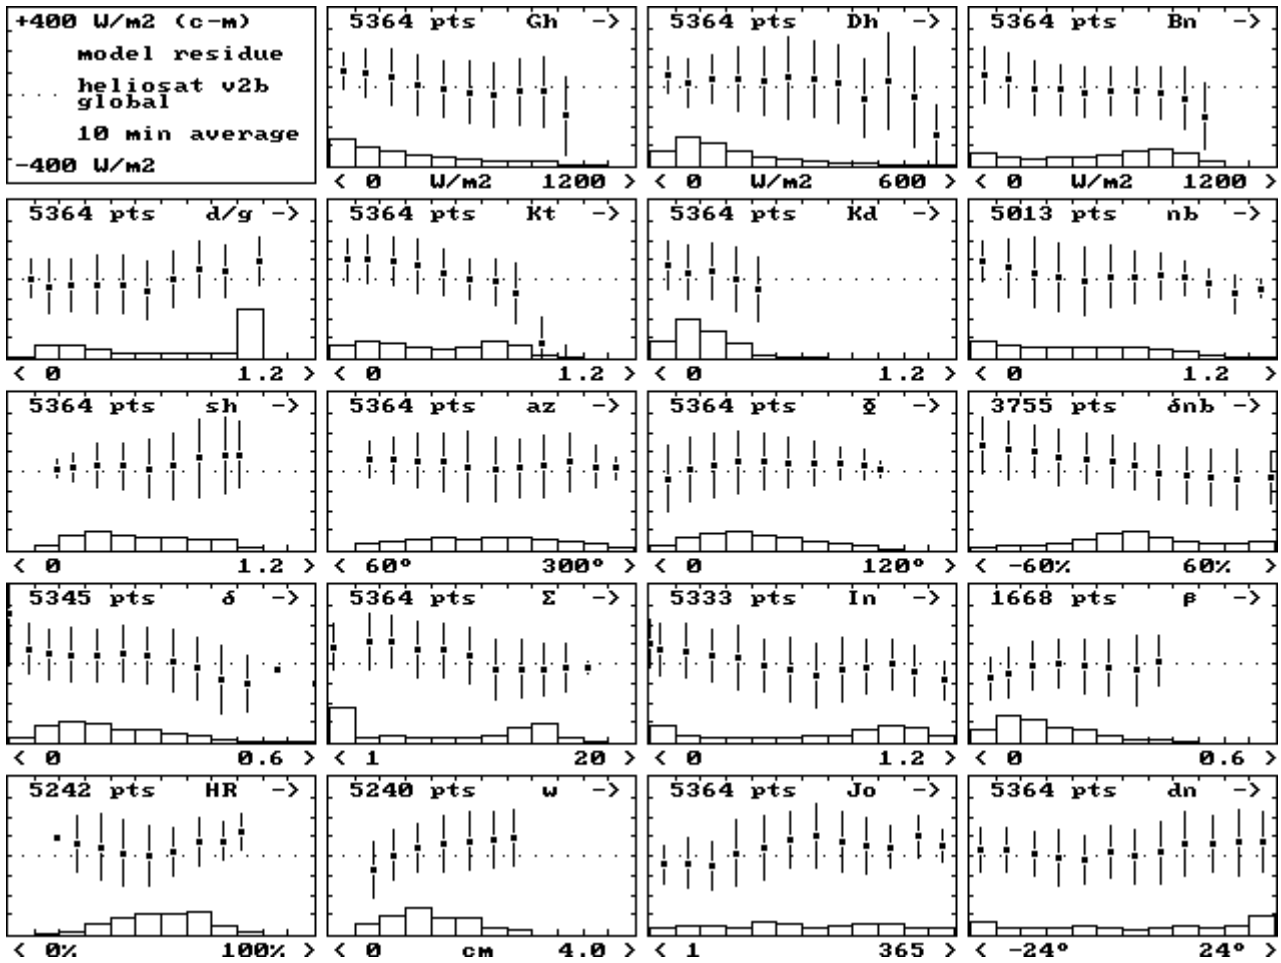 +400 W/m2 (c-m)
model residue
heliosat v2b
global
10 min average
-400 W/m2
5364 pts Gh ->
< 0 W/m2 1200 >
5364 pts Dh ->
< 0 W/m2 600 >
5364 pts Bn ->
< 0 W/m2 1200 >
5364 pts d/g ->
< 0 1.2 >
5364 pts Kt ->
< 0 1.2 >
5364 pts Kd ->
< 0 1.2 >
5013 pts nb ->
< 0 1.2 >
5364 pts sh ->
< 0 1.2 >
5364 pts az ->
< 60° 300° >
5364 pts Φ ->
< 0 120° >
3755 pts δnb ->
< -60% 60% >
5345 pts δ ->
< 0 0.6 >
5364 pts Σ ->
< 1 20 >
5333 pts In ->
< 0 1.2 >
1668 pts β ->
< 0 0.6 >
5242 pts HR ->
< 0% 100% >
5240 pts w ->
< 0 cm 4.0 >
5364 pts Jo ->
< 1 365 >
5364 pts dn ->
< -24° 24° >